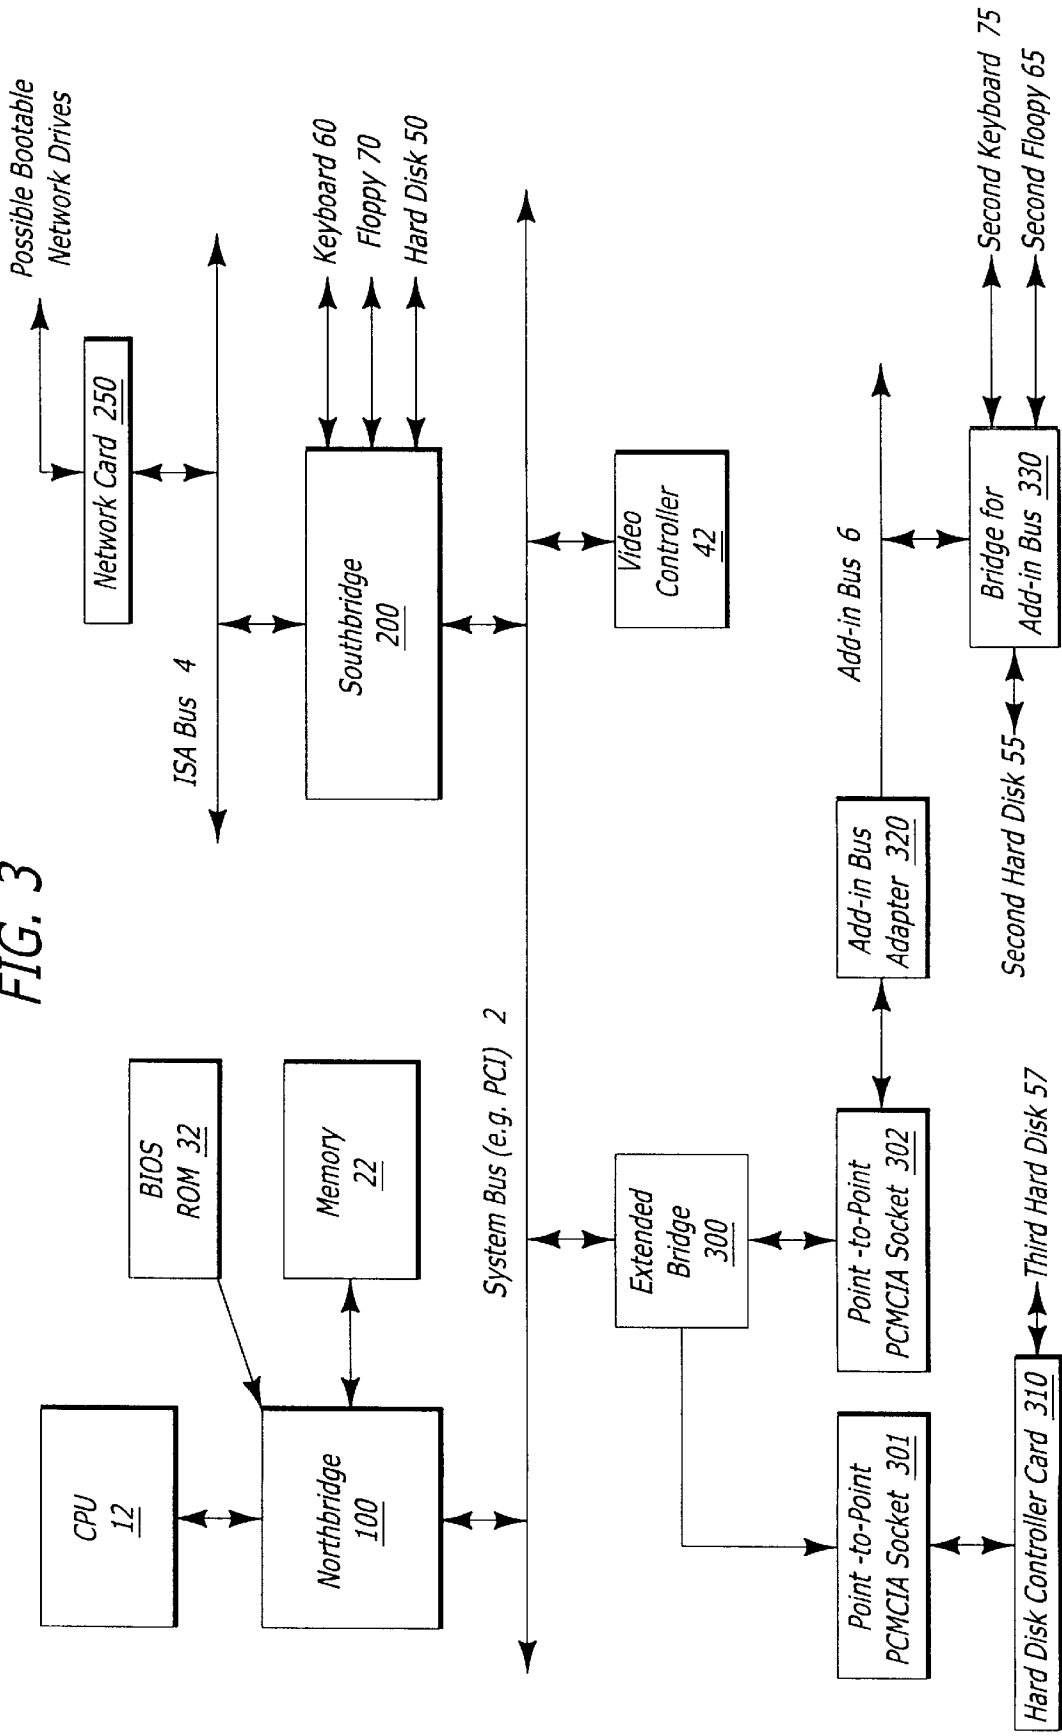 FIG. 3
CPU
12
BIOS
ROM 32
Northbridge
100
Memory
22
Possible Bootable
Network Drives
Network Card 250
ISA Bus 4
Southbridge
200
Keyboard 60
Floppy 70
Hard Disk 50
System Bus (e.g. PCI) 2
Extended
Bridge
300
Video
Controller
42
Point -to-Point
PCMCIA Socket 301
Point -to-Point
PCMCIA Socket 302
Add-in Bus
Adapter 320
Add-in Bus 6
Hard Disk Controller Card 310
Third Hard Disk 57
Second Hard Disk 55
Bridge for
Add-in Bus 330
Second Keyboard 75
Second Floopy 65